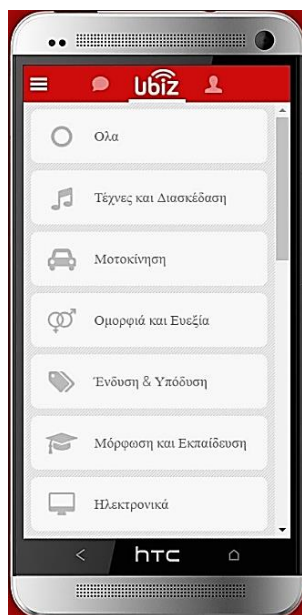 ubiz
Ολα
Τέχνες και Διασκέδαση
Μοτοκίνηση
Ομορφιά και Ευεξία
Ένδυση & Υπόδυση
Μόρφωση και Εκπαίδευση
Ηλεκτρονικά
hTC